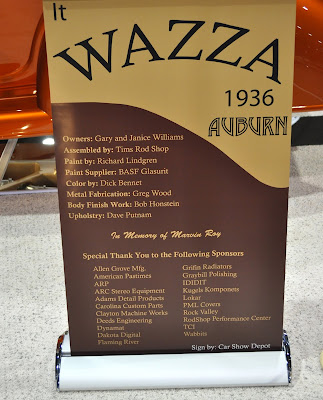 It
WAZZA
1936
AUBURN
Owners: Gary and Janice Williams
Assembled by: Tims Rod Shop
Paint by: Richard Lindgren
Paint Supplier: BASF Glasurit
Color by: Dick Bennet
Metal Fabrication: Greg Wood
Body Finish Work: Bob Honstein
Upholstry: Dave Putnam
In Memory of Marvin Roy
Special Thank You to the Following Sponsors
Allen Grove Mfg.
American Pastimes
ARP
ARC Stereo Equipment
Adams Detail Products
Carolina Custom
Clayton Machine Works
Deeds Engineering
Dynamat
Dakota Digital
Flaming River
Griffin Radiators
Graybill Polishing
IDIDIT
Kugels Komponets
Lokar
PML Covers
Rock Valley
RodShop Performance Center
TCI
Wabbits
Sign by: Car Show Depot